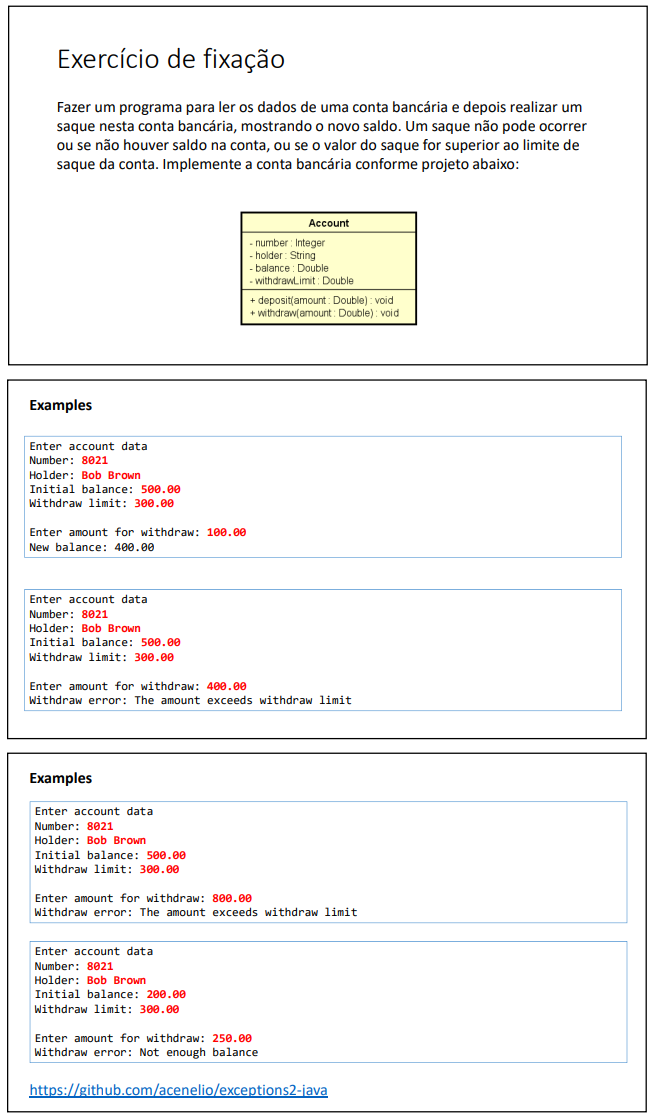 Exercício de fixação
Fazer um programa para ler os dados de uma conta bancária e depois realizar um
saque nesta conta bancária, mostrando o novo saldo. Um saque não pode ocorrer
ou se não houver saldo na conta, ou se o valor do saque for superior ao limite de
saque da conta. Implemente a conta bancária conforme projeto abaixo:
Account
- number : Integer
- holder : String
- balance : Double
- withdrawLimit : Double
+ deposit(amount : Double) : void
+ withdraw(amount : Double) : void
Examples
Enter account data
Number: 8021
Holder: Bob Brown
Initial balance: 500.00
Withdraw limit: 300.00
Enter amount for withdraw: 100.00
New balance: 400.00
Enter account data
Number: 8021
Holder: Bob Brown
Initial balance: 500.00
Withdraw limit: 300.00
Enter amount for withdraw: 400.00
Withdraw error: The amount exceeds withdraw limit
Examples
Enter account data
Number: 8021
Holder: Bob Brown
Initial balance: 500.00
Withdraw limit: 300.00
Enter amount for withdraw: 800.00
Withdraw error: The amount exceeds withdraw limit
Enter account data
Number: 8021
Holder: Bob Brown
Initial balance: 200.00
Withdraw limit: 300.00
Enter amount for withdraw: 250.00
Withdraw error: Not enough balance
https://github.com/acenelio/exceptions2-java